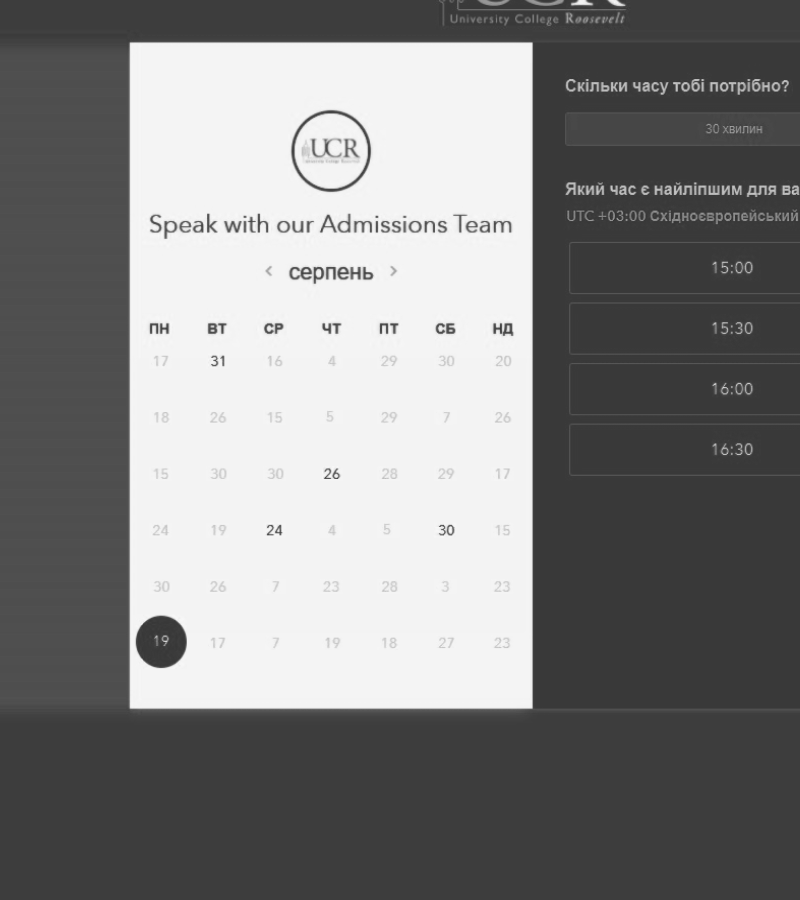 UCR
University College Roosevelt
UCR
Speak with our Admissions Team
< серпень >
ПН ВТ СР ЧТ ПТ СБ НД
17 31 16 4 29 30 20
18 26 15 5 29 7 26
15 30 30 26 28 29 17
24 19 24 4 5 30 15
30 26 7 23 28 3 23
19 17 7 19 18 27 23
Скільки часу тобі потрібно?
30 хвилин
Який час є найліпшим для ва
UTC +03:00 Східноєвропейський
15:00
15:30
16:00
16:30